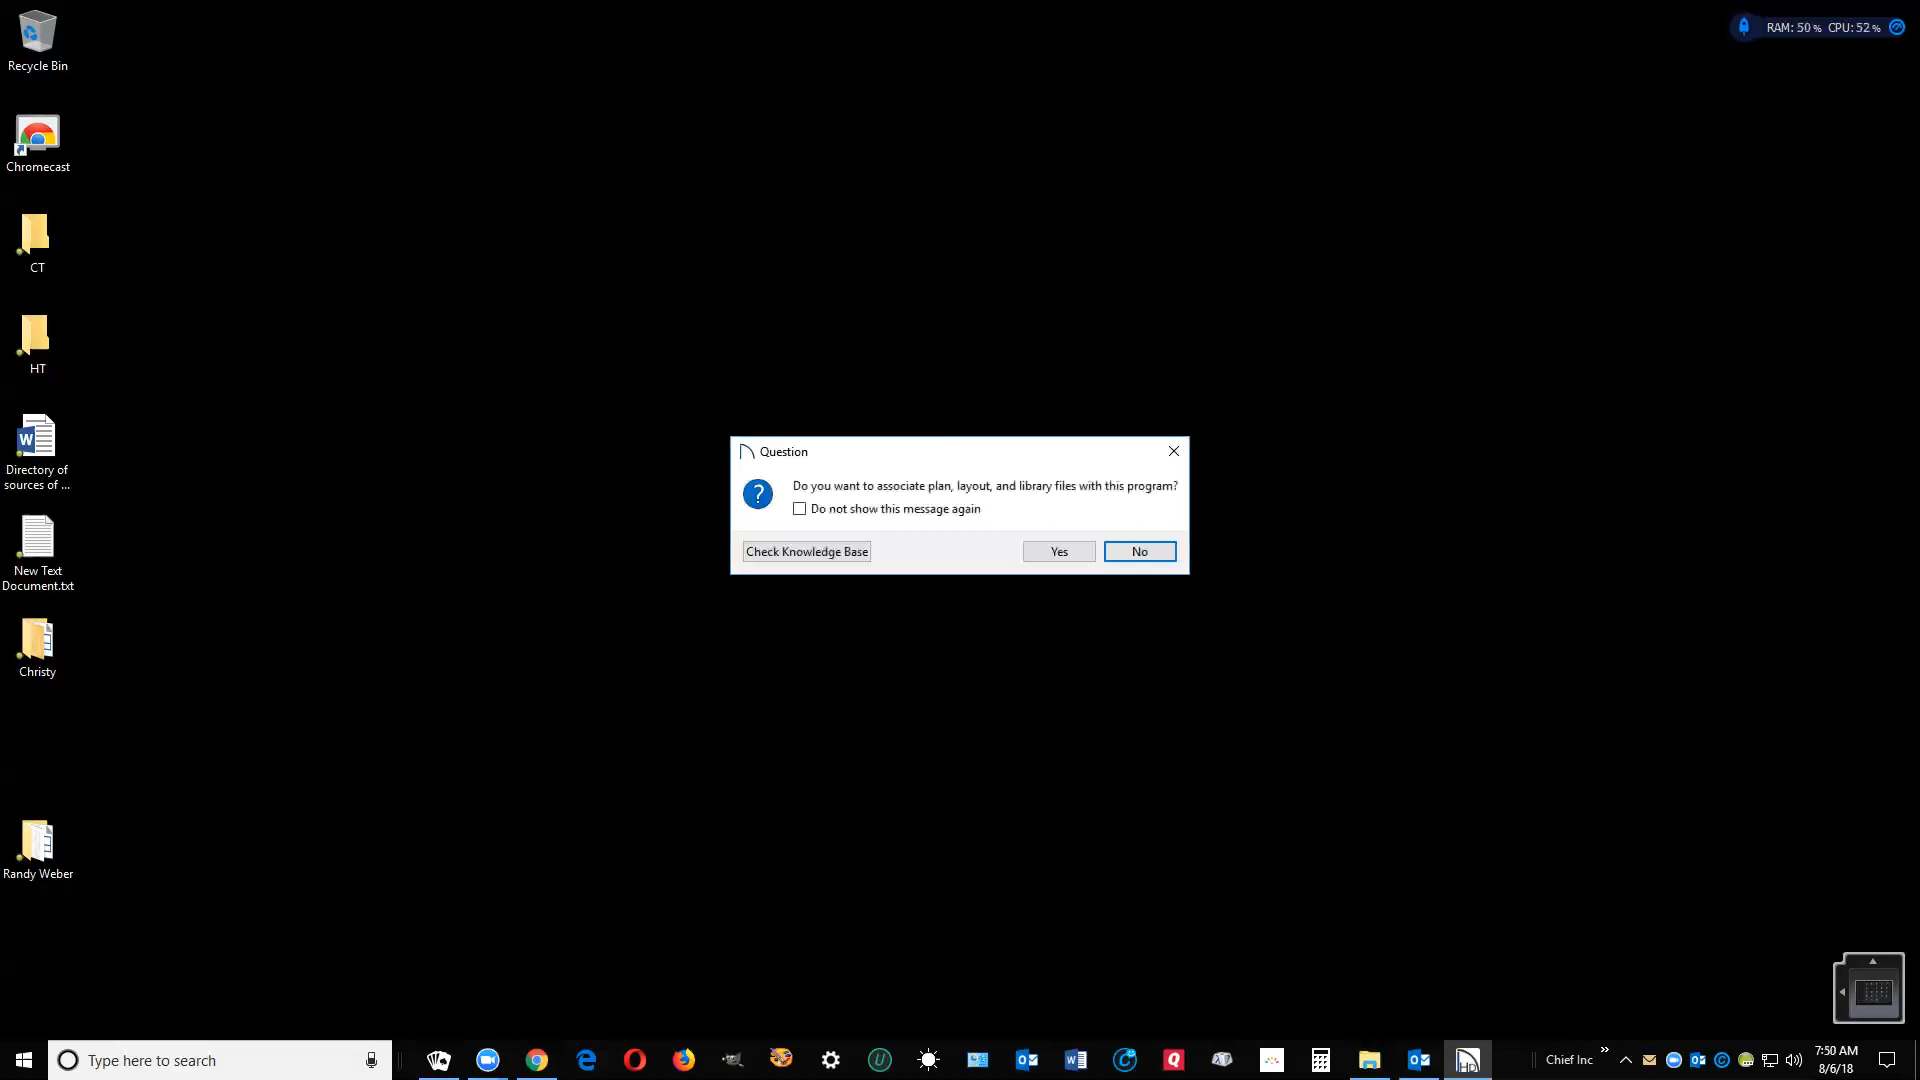 Recycle Bin
RAM: 50 % CPU: 52 %
Chromecast
CT
HT
Directory of
sources of ...
New Text
Document.txt
Christy
Randy Weber
Question
Do you want to associate plan, layout, and library files with this program?
Do not show this message again
Check Knowledge Base
Yes
No
Type here to search
Chief Inc
7:50 AM
8/6/18